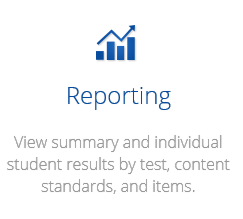 Reporting
View summary and individual
student results by test, content
standards, and items.